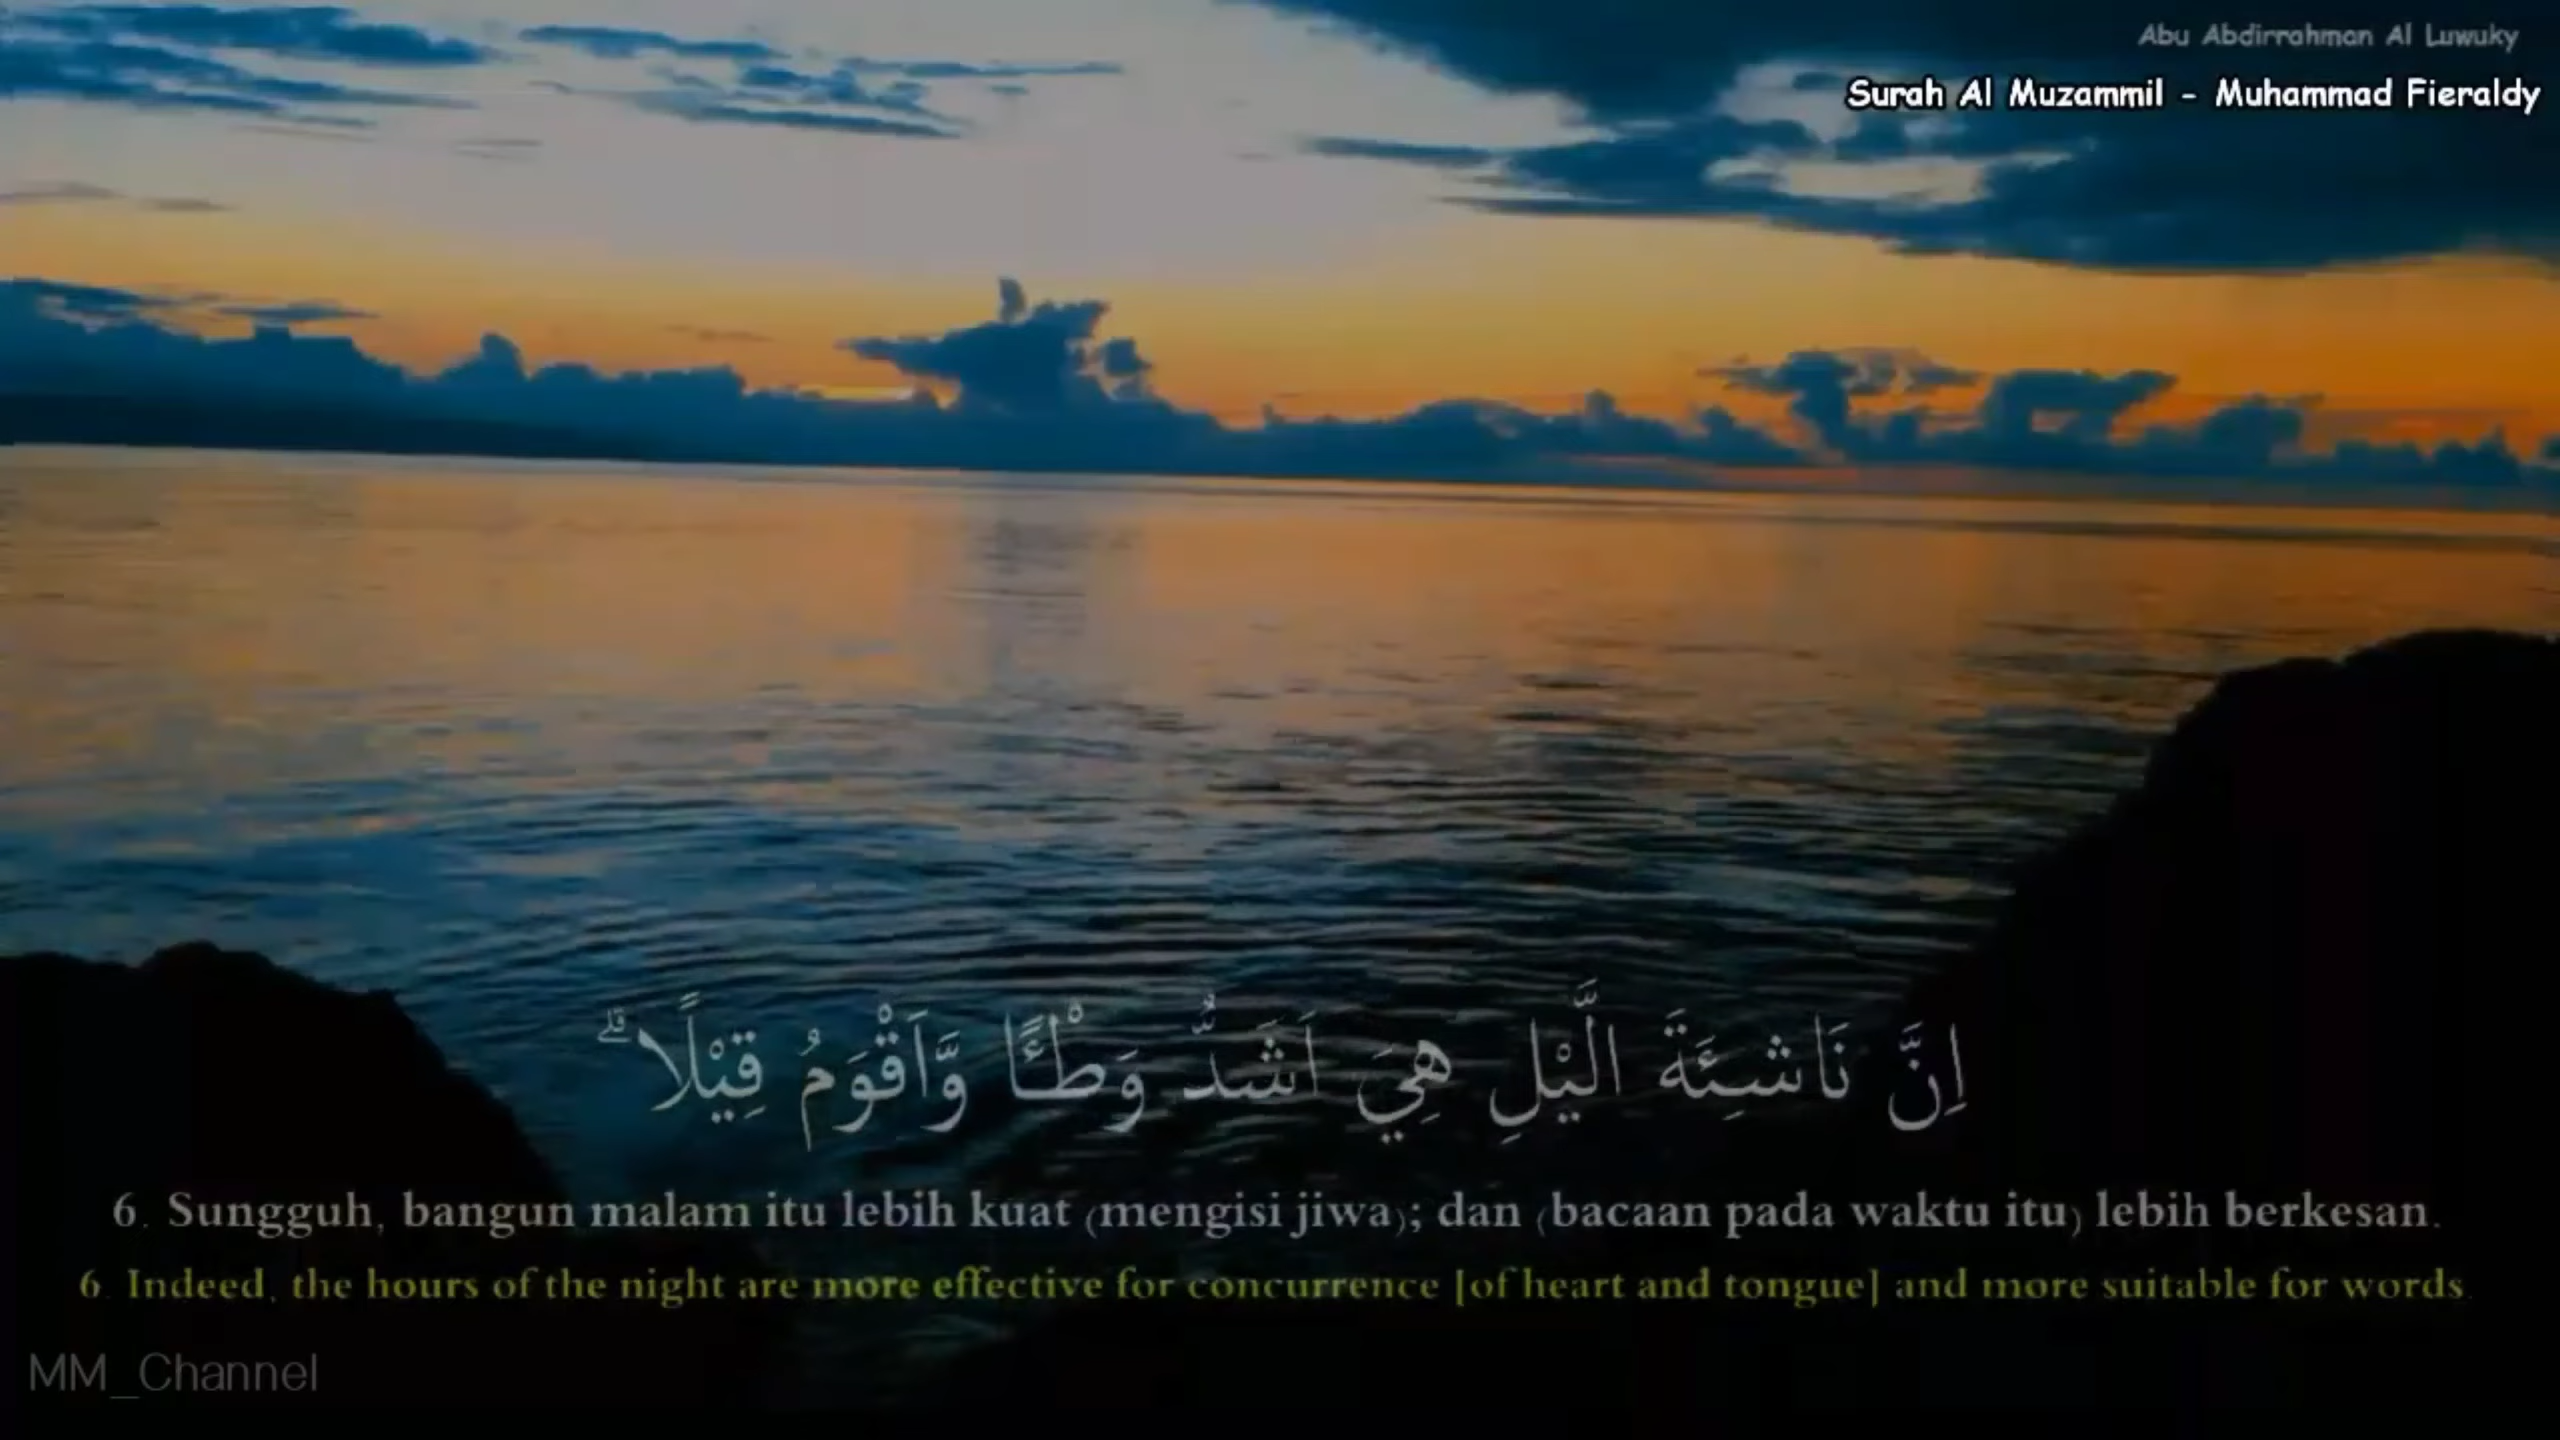 Abu Abdirrahman Al Luwuky
Surah Al Muzammil - Muhammad Fieraldy
اِنَّ نَاشِئَةَ الَّيْلِ هِيَ اَشَدُّ وَطْـًٔا وَّاَقْوَمُ قِيْلًاۗ
6. Sungguh, bangun malam itu lebih kuat (mengisi jiwa); dan (bacaan pada waktu itu) lebih berkesan.
6. Indeed, the hours of the night are more effective for concurrence [of heart and tongue] and more suitable for words.
MM_Channel